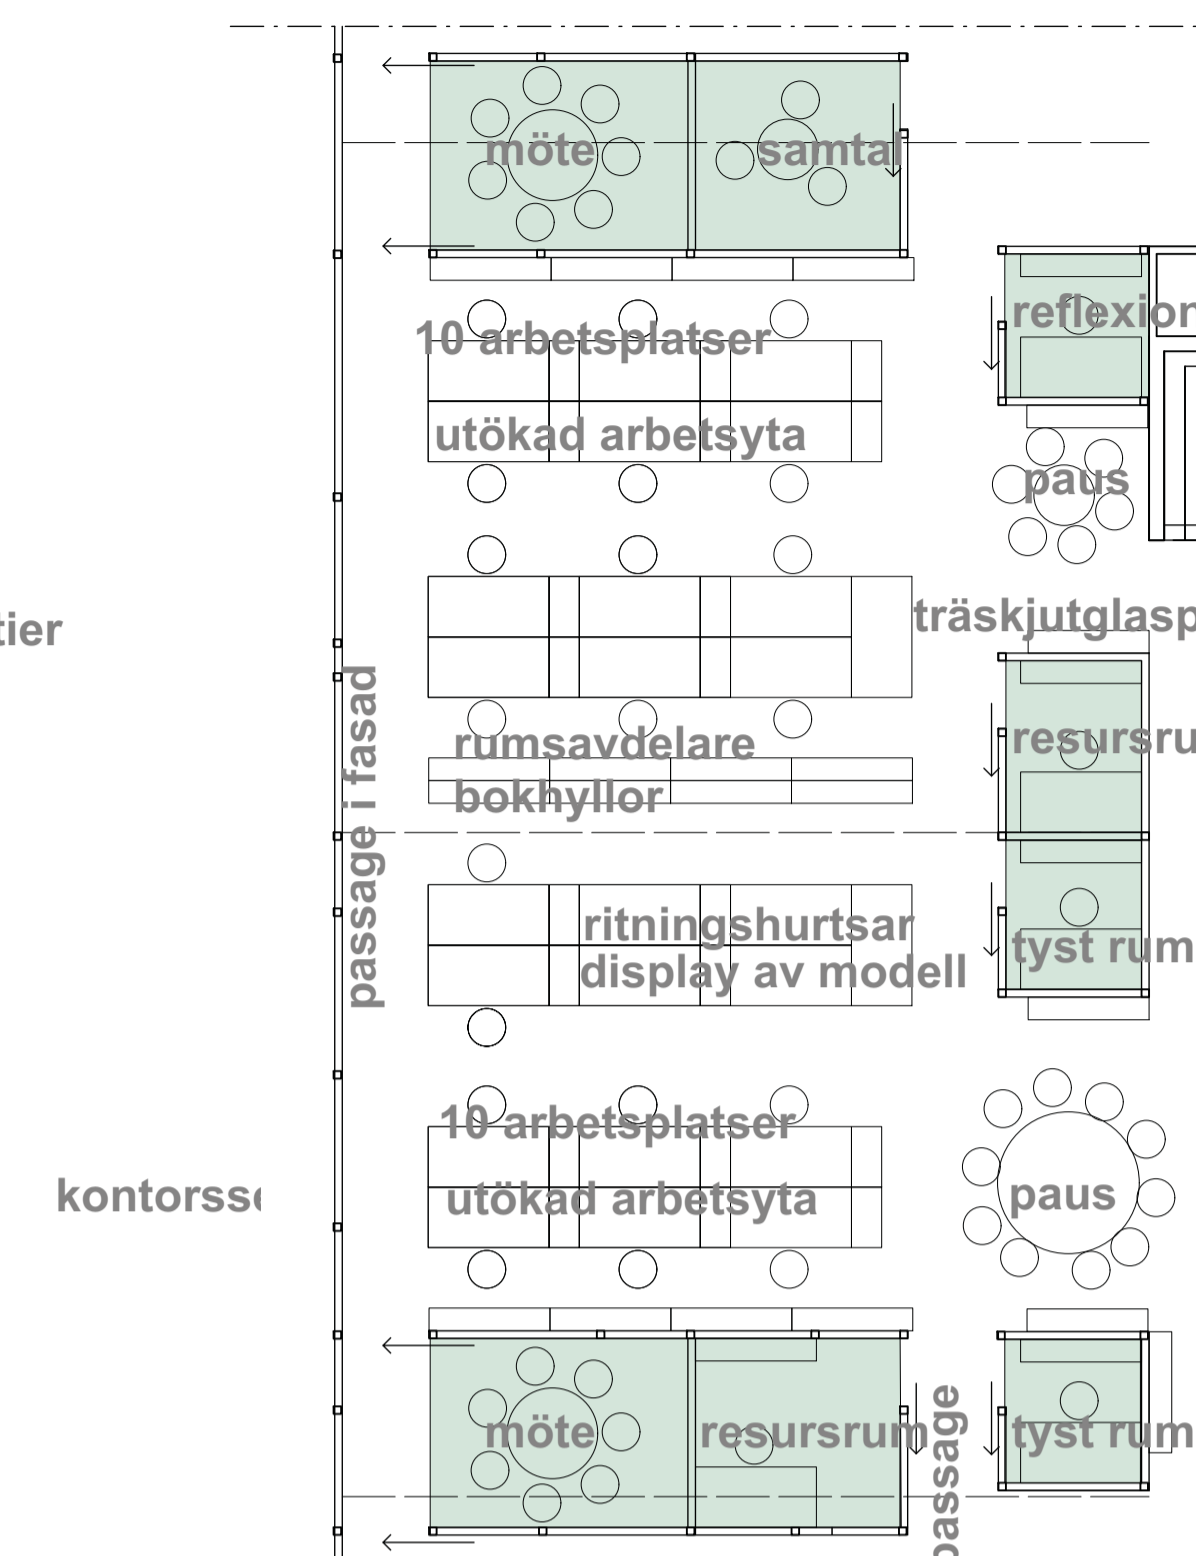 möte
samtal
reflexion
10 arbetsplatser
utökad arbetsyta
paus
träskjutglasp
tier
rumsavdelare
bokhyllor
passage i fasad
resursru
ritningshurtsar
display av modell
tyst rum
10 arbetsplatser
utökad arbetsyta
kontorsse
paus
möte
resursrum
passage
tyst rum